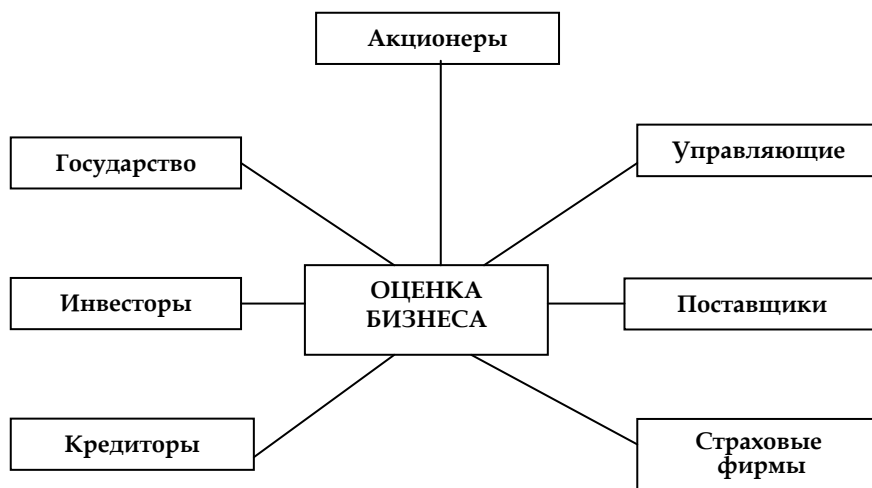 Акционеры
Государство
Управляющие
Инвесторы
ОЦЕНКА
БИЗНЕСА
Поставщики
Кредиторы
Страховые
фирмы